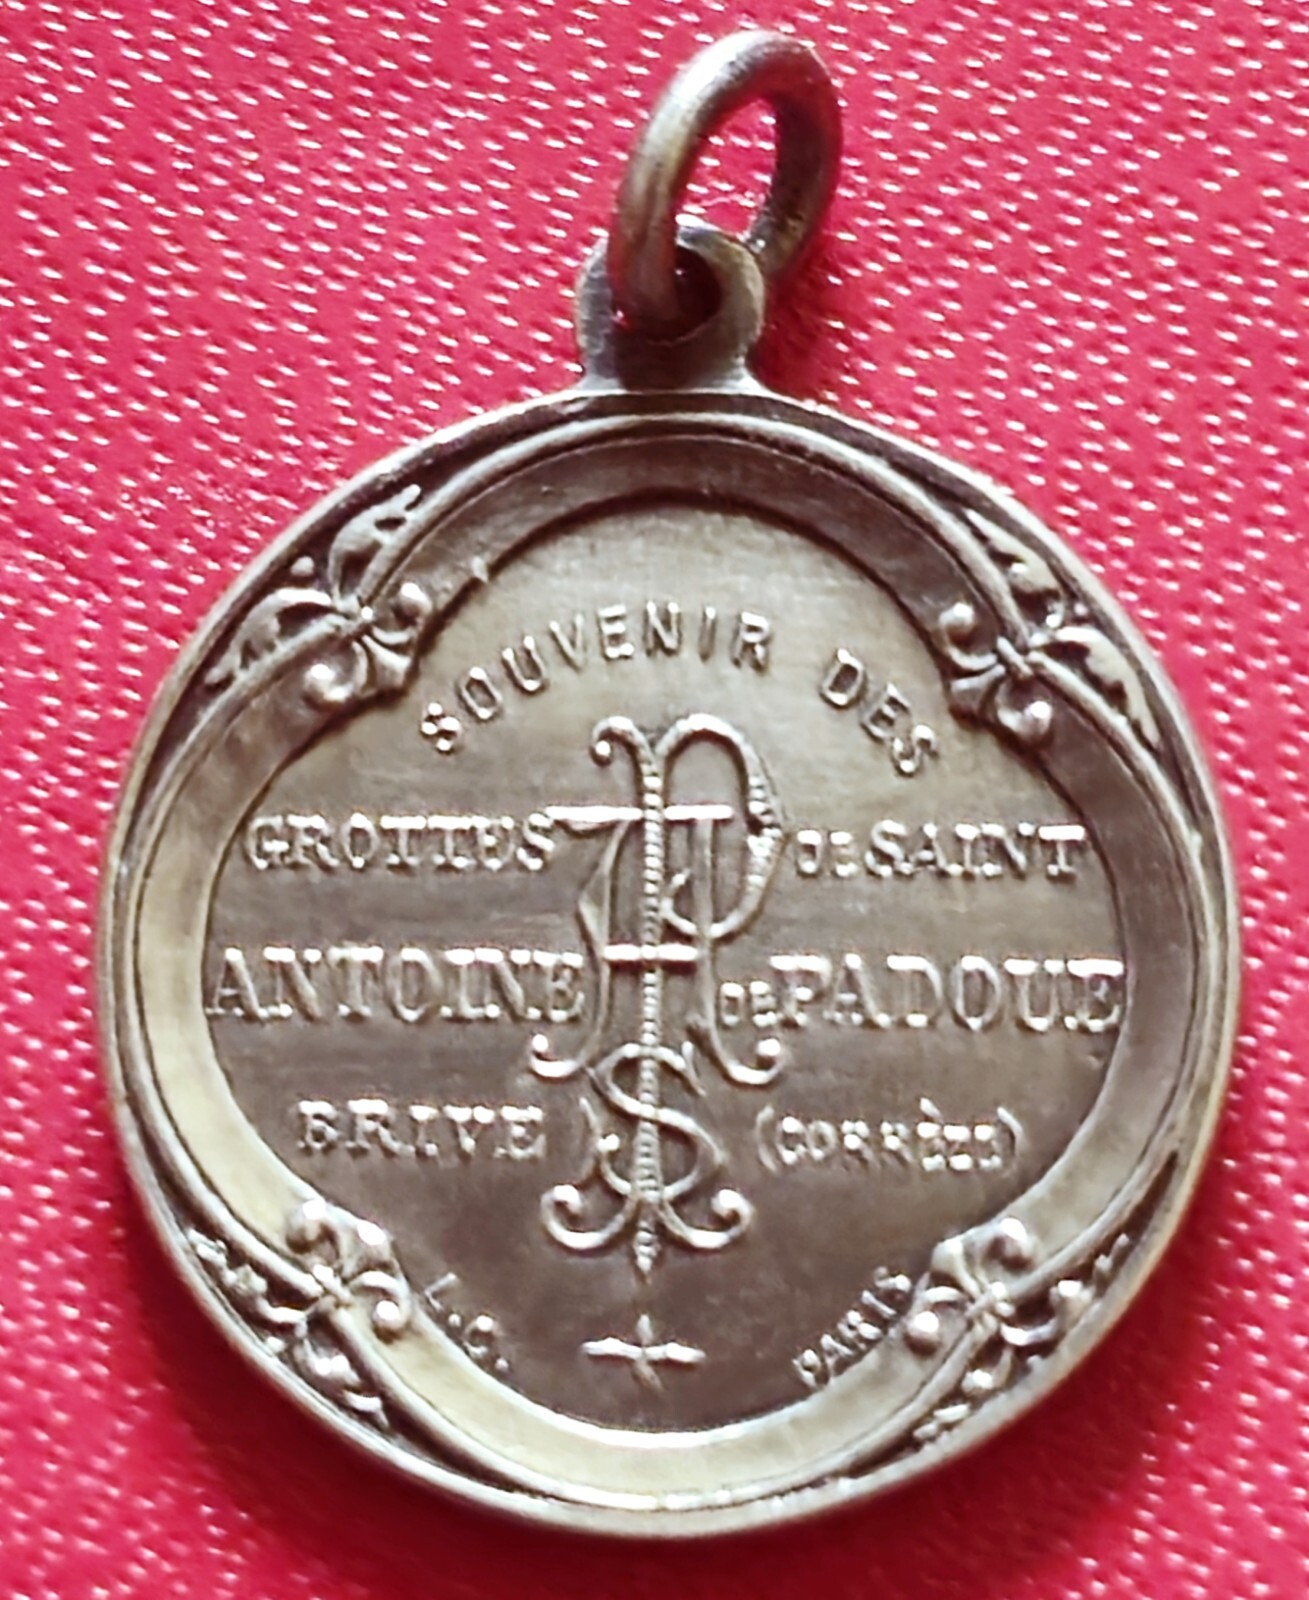 SOUVENIR DES
GROTTES DE SAINT
ANTOINE DE PADOUE
BRIVE (CORRÈZE)
PARIS